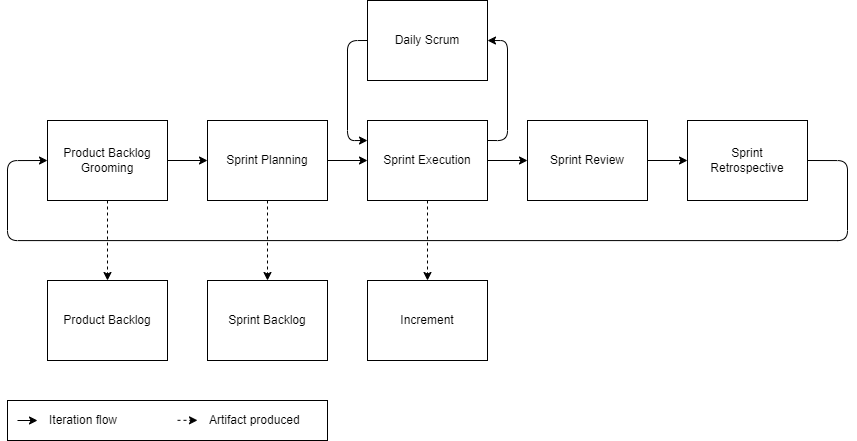 Daily Scrum
Product Backlog
Grooming
Sprint Planning
Sprint Execution
Sprint Review
Sprint
Retrospective
Product Backlog
Sprint Backlog
Increment
Iteration flow
Artifact produced